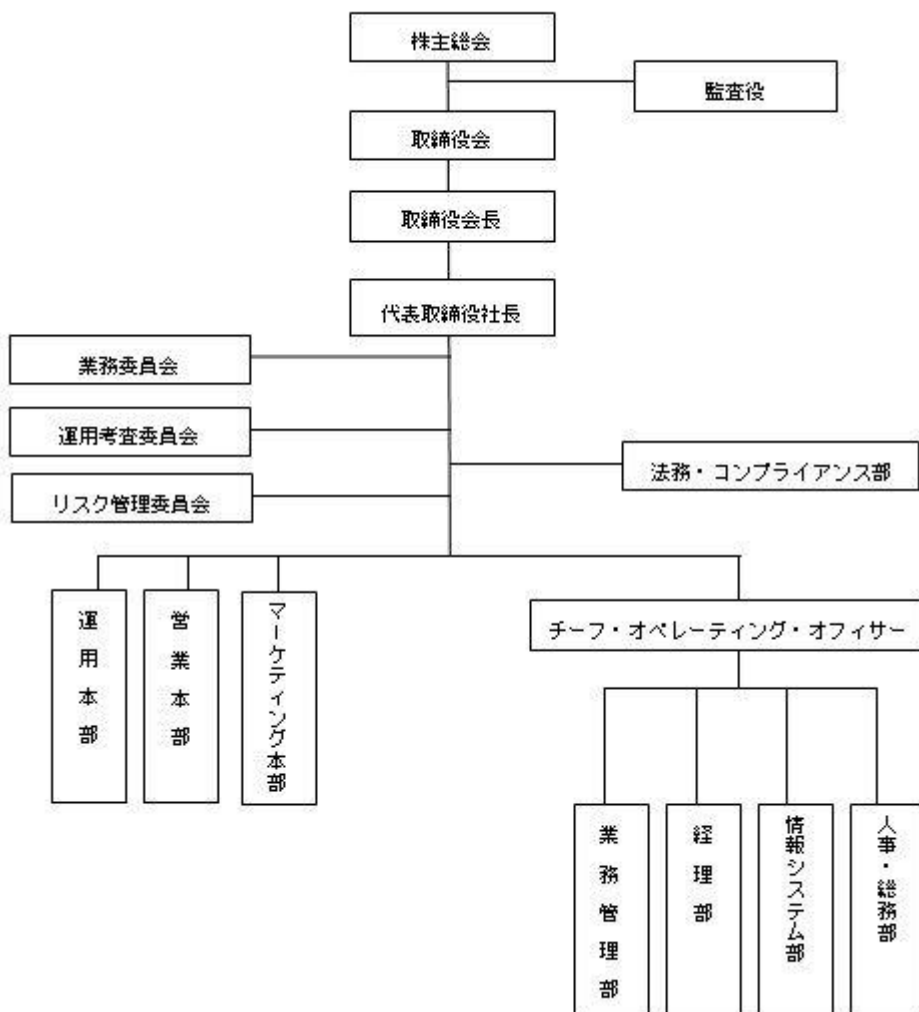 株主総会
監査役
取締役会
取締役会長
代表取締役社長
業務委員会
運用考査委員会
法務・コンプライアンス部
リスク管理委員会
運用本部
営業本部
マーケティング本部
チーフ・オペレーティング・オフィサー
業務管理部
経理部
情報システム部
人事・総務部